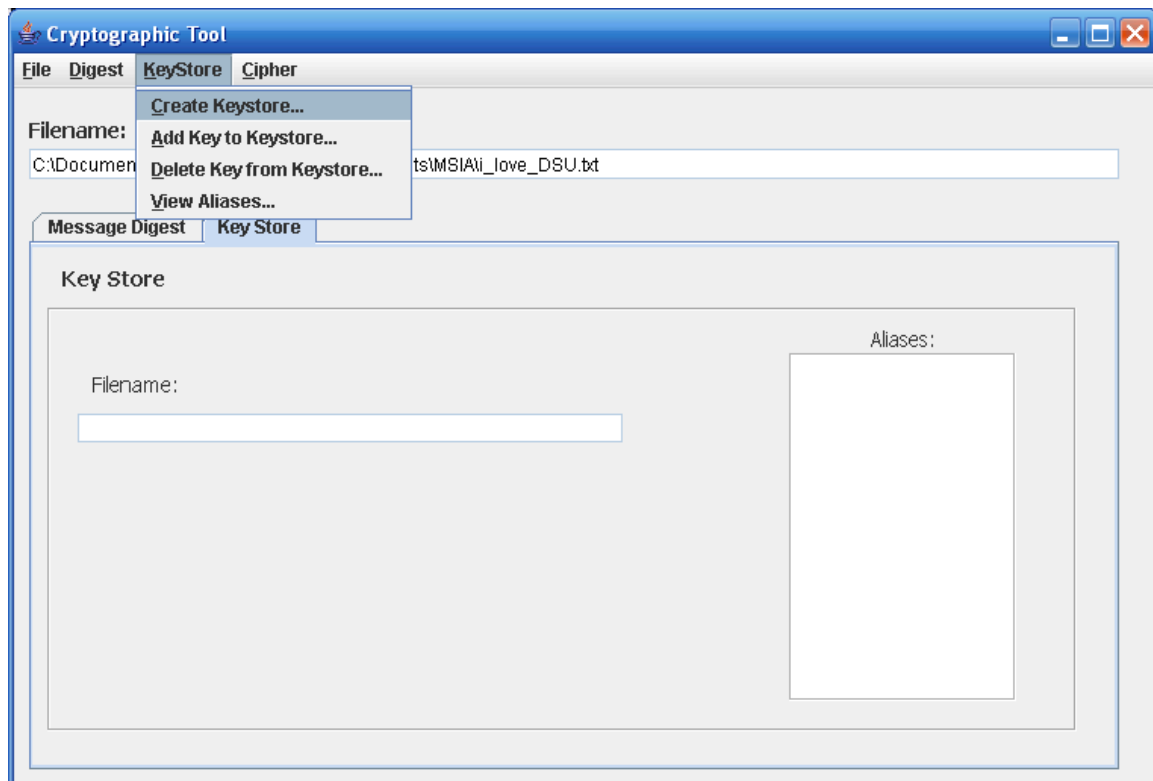 Cryptographic Tool
File Digest KeyStore Cipher
Create Keystore...
Add Key to Keystore...
Delete Key from Keystore...
View Aliases...
Filename:
C:\Documen ts\MSIA\i_love_DSU.txt
Message Digest Key Store
Key Store
Aliases:
Filename: